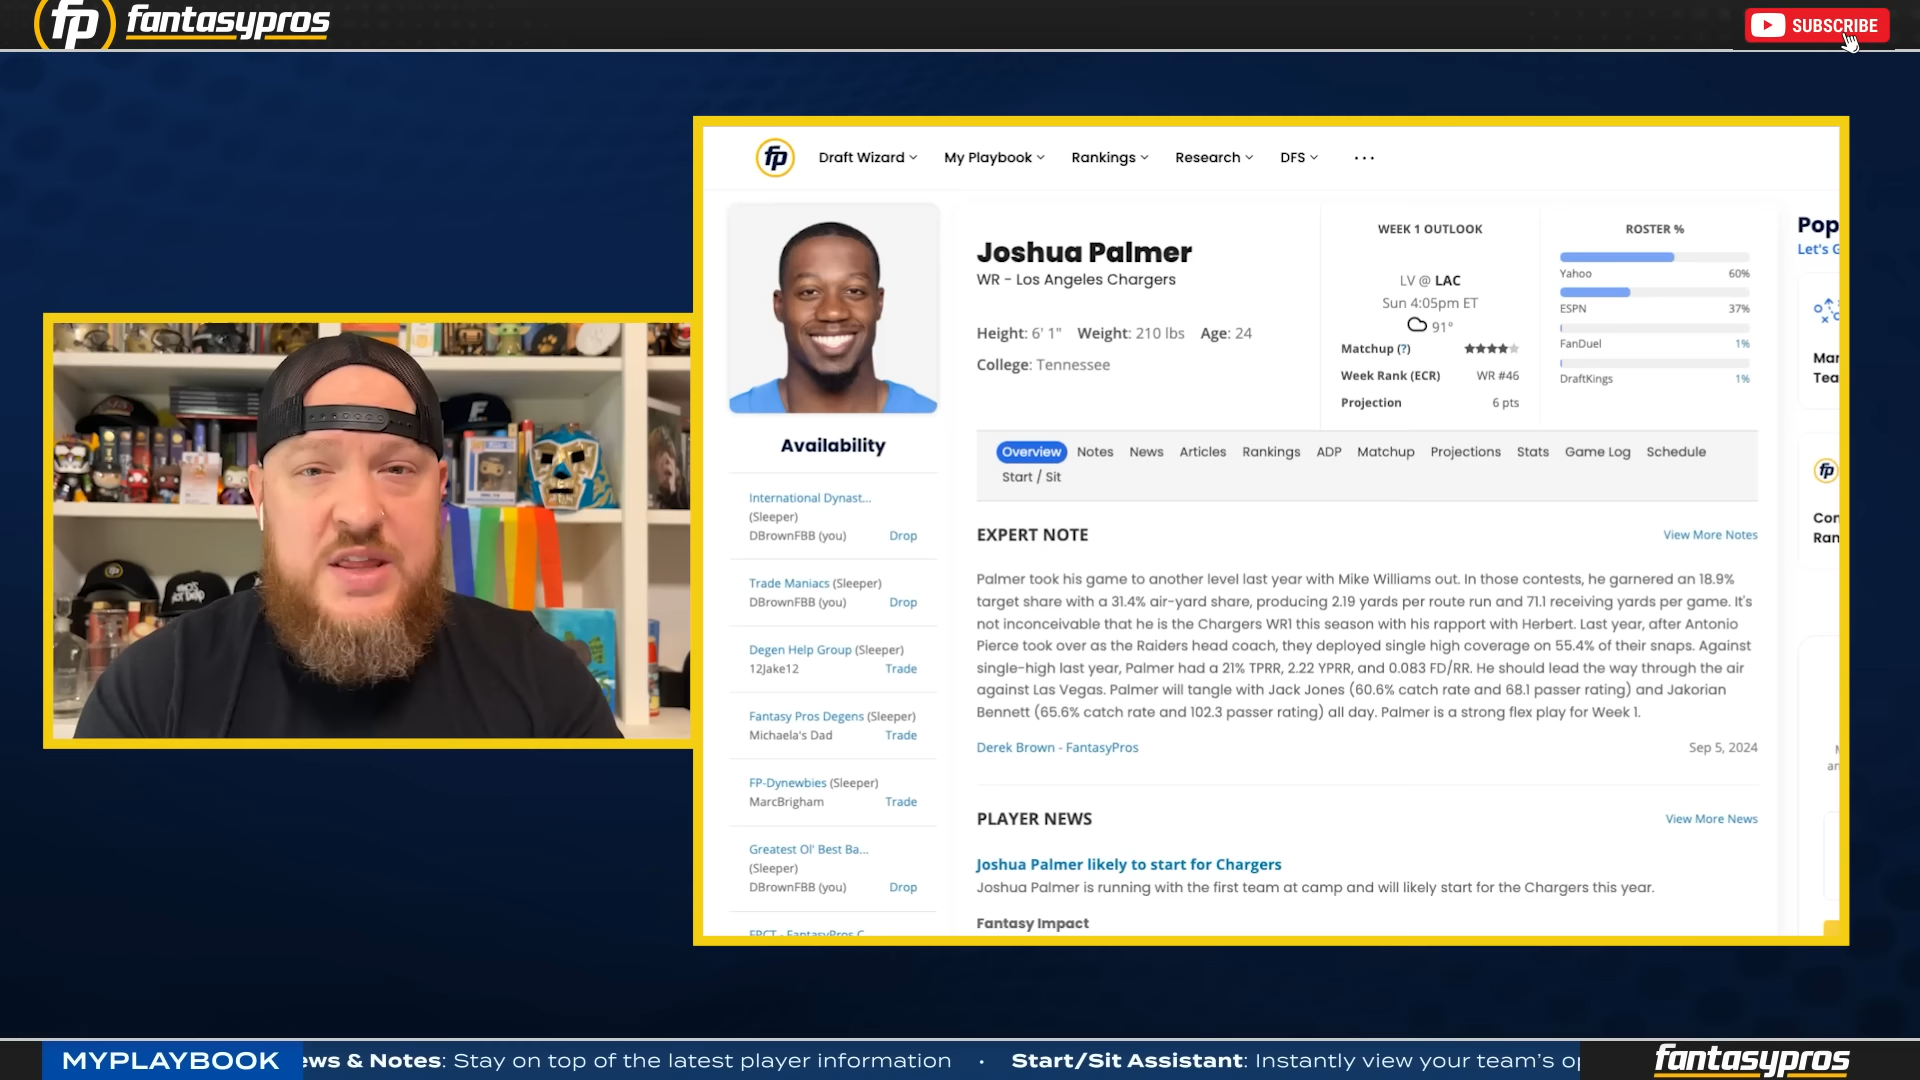 fp fantasypros
SUBSCRIBE
fp
Draft Wizard
My Playbook
Rankings
Research
DFS
...
Joshua Palmer
WR - Los Angeles Chargers
Height: 6' 1" Weight: 210 lbs Age: 24
College: Tennessee
WEEK 1 OUTLOOK
LV @ LAC
Sun 4:05pm ET
91°
Matchup (?)
Week Rank (ECR) WR #46
Projection 6 pts
ROSTER %
Yahoo 60%
ESPN 37%
FanDuel 1%
DraftKings 1%
Pop
Let's G
Mar
Tea
fp
Con
Ran
Availability
International Dynast...
(Sleeper)
DBrownFBB (you) Drop
Trade Maniacs (Sleeper)
DBrownFBB (you) Drop
Degen Help Group (Sleeper)
12Jake12 Trade
Fantasy Pros Degens (Sleeper)
Michaela's Dad Trade
FP-Dynewbies (Sleeper)
MarcBrigham Trade
Greatest Ol' Best Ba...
(Sleeper)
DBrownFBB (you) Drop
FPCT - FantasyPros C
Overview Notes News Articles Rankings ADP Matchup Projections Stats Game Log Schedule
Start / Sit
EXPERT NOTE
View More Notes
Palmer took his game to another level last year with Mike Williams out. In those contests, he garnered an 18.9%
target share with a 31.4% air-yard share, producing 2.19 yards per route run and 71.1 receiving yards per game. It's
not inconceivable that he is the Chargers WR1 this season with his rapport with Herbert. Last year, after Antonio
Pierce took over as the Raiders head coach, they deployed single high coverage on 55.4% of their snaps. Against
single-high last year, Palmer had a 21% TPRR, 2.22 YPRR, and 0.083 FD/RR. He should lead the way through the air
against Las Vegas. Palmer will tangle with Jack Jones (60.6% catch rate and 68.1 passer rating) and Jakorian
Bennett (65.6% catch rate and 102.3 passer rating) all day. Palmer is a strong flex play for Week 1.
Derek Brown - FantasyPros
Sep 5, 2024
PLAYER NEWS
View More News
Joshua Palmer likely to start for Chargers
Joshua Palmer is running with the first team at camp and will likely start for the Chargers this year.
Fantasy Impact
MYPLAYBOOK
ews & Notes: Stay on top of the latest player information • Start/Sit Assistant: Instantly view your team's op
fantasypros